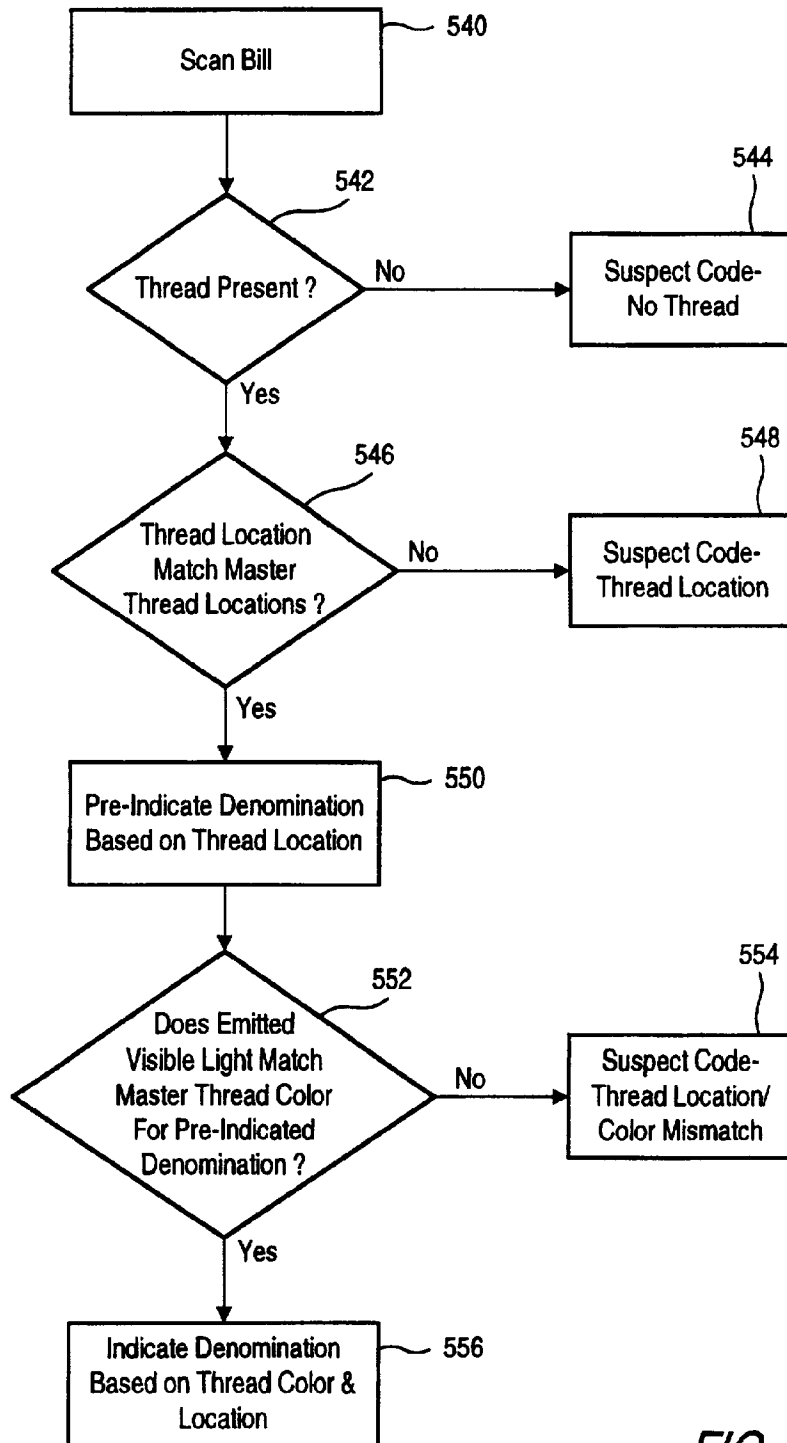 Scan Bill
540
542
Thread Present ?
No
544
Suspect Code-
No Thread
Yes
546
Thread Location
Match Master
Thread Locations ?
No
548
Suspect Code-
Thread Location
Yes
550
Pre-Indicate Denomination
Based on Thread Location
552
Does Emitted
Visible Light Match
Master Thread Color
For Pre-Indicated
Denomination ?
No
554
Suspect Code-
Thread Location/
Color Mismatch
Yes
556
Indicate Denomination
Based on Thread Color &
Location
FIG